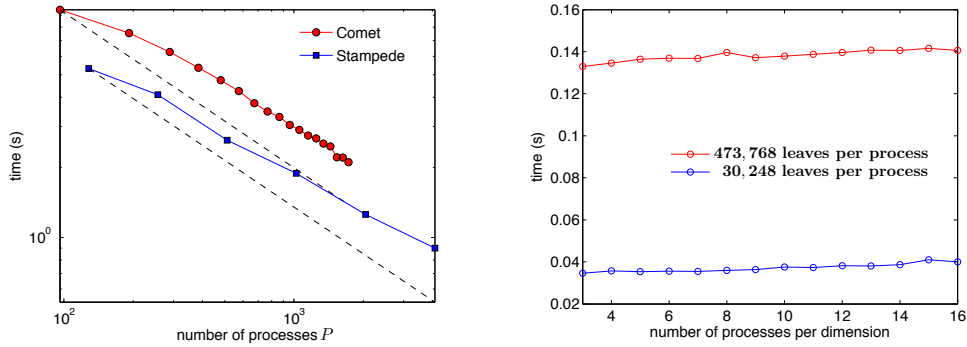 Comet
Stampede
time (s)
10^0
10^2
10^3
number of processes P
0.16
0.14
0.12
0.1
0.08
0.06
0.04
0.02
time (s)
473,768 leaves per process
30,248 leaves per process
4 6 8 10 12 14 16
number of processes per dimension